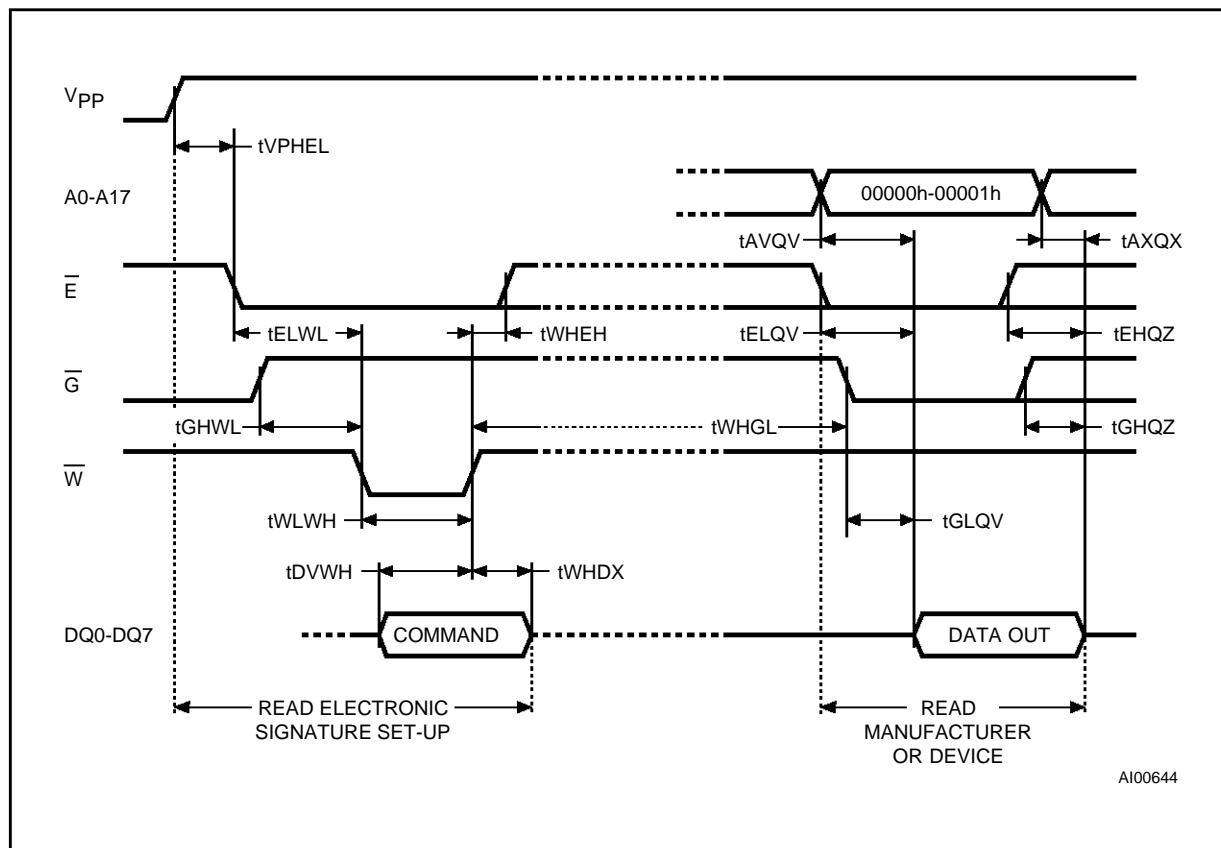 VPP
tVPHEL
A0-A17
00000h-00001h
tAVQV
tAXQX
E
tELWL
tWHEH
tELQV
tEHQZ
G
tGHWL
tWHGL
tGHQZ
W
tWLWH
tGLQV
tDVWH
tWHDX
DQ0-DQ7
COMMAND
DATA OUT
READ ELECTRONIC
SIGNATURE SET-UP
READ
MANUFACTURER
OR DEVICE
AI00644